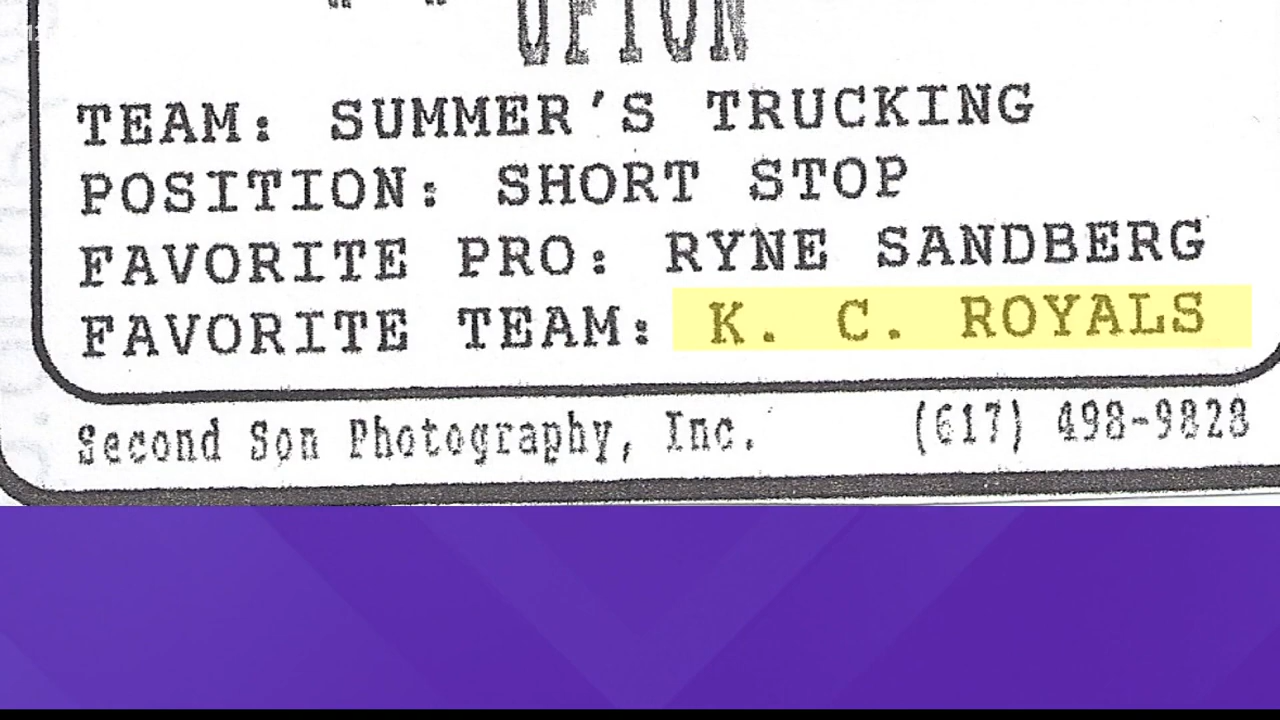 UPTON
TEAM: SUMMER'S TRUCKING
POSITION: SHORT STOP
FAVORITE PRO: RYNE SANDBERG
FAVORITE TEAM: K. C. ROYALS
Second Son Photography, Inc. (617) 498-9828